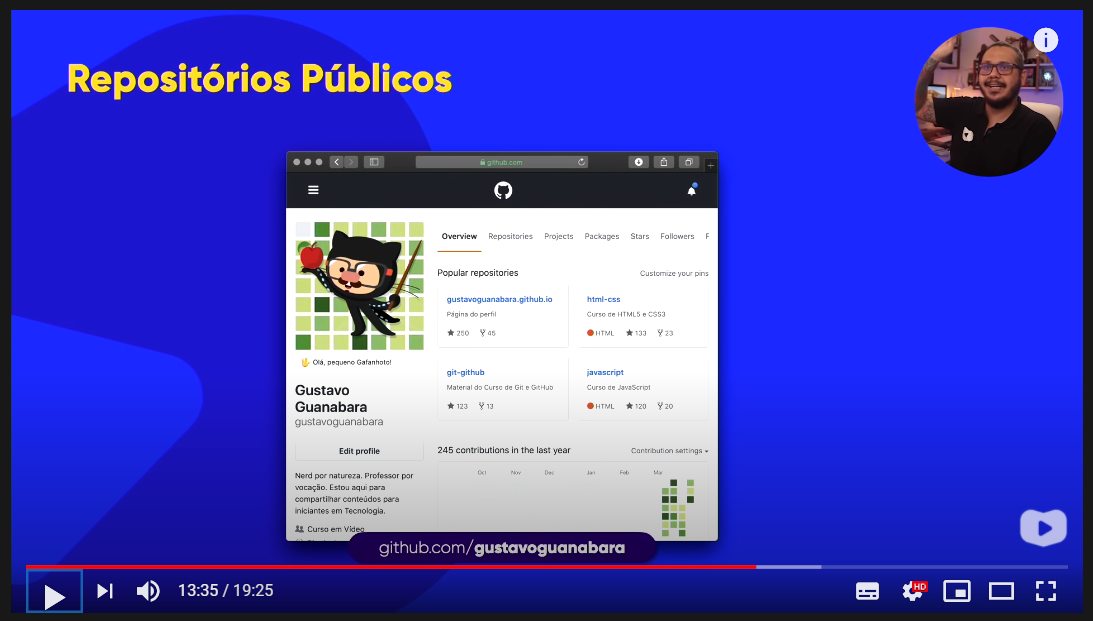 Repositórios Públicos
github.com
Overview Repositories Projects Packages Stars Followers F
Popular repositories Customize your pins
gustavoguanabara.github.io
Página do perfil
250 45
html-css
Curso de HTML5 e CSS3
HTML 133 23
git-github
Material do Curso de Git e GitHub
123 13
javascript
Curso de JavaScript
HTML 120 20
Olá, pequeno Gafanhoto!
Gustavo
Guanabara
gustavoguanabara
Edit profile
Nerd por natureza. Professor por
vocação. Estou aqui para
compartilhar conteúdos para
iniciantes em Tecnologia.
Curso em Vídeo
245 contributions in the last year Contribution settings
Oct Nov Dec Jan Feb Mar
github.com/gustavoguanabara
13:35 / 19:25
HD